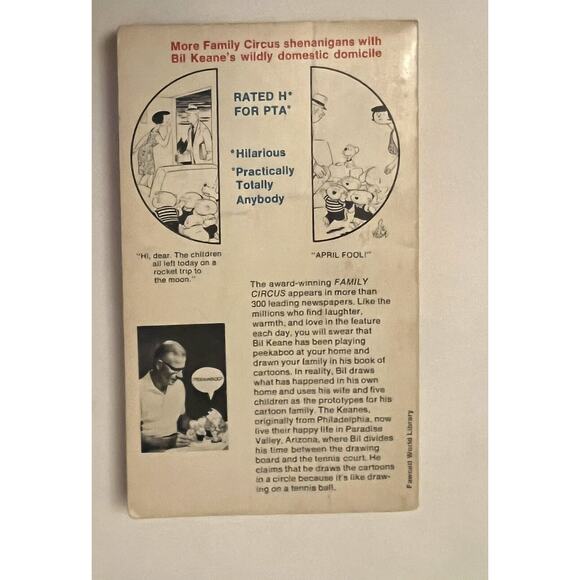 More Family Circus shenanigans with
Bil Keane's wildly domestic domicile
RATED H*
FOR PTA*
*Hilarious
*Practically
Totally
Anybody
"Hi, dear. The children
all left today on a
rocket trip to
the moon."
"APRIL FOOL!"
The award-winning FAMILY
CIRCUS appears in more than
300 leading newspapers. Like the
millions who find laughter,
warmth, and love in the feature
each day, you will swear that
Bil Keane has been playing
peekaboo at your home and
drawn your family in his book of
cartoons. In reality, Bil draws
what has happened in his own
home and uses his wife and five
children as the prototypes for his
cartoon family. The Keanes,
originally from Philadelphia, now
live their happy life in Paradise
Valley, Arizona, where Bil divides
his time between the drawing
board and the tennis court. He
claims that he draws the cartoons
in a circle because it's like draw-
ing on a tennis ball.
Fawcett World Library